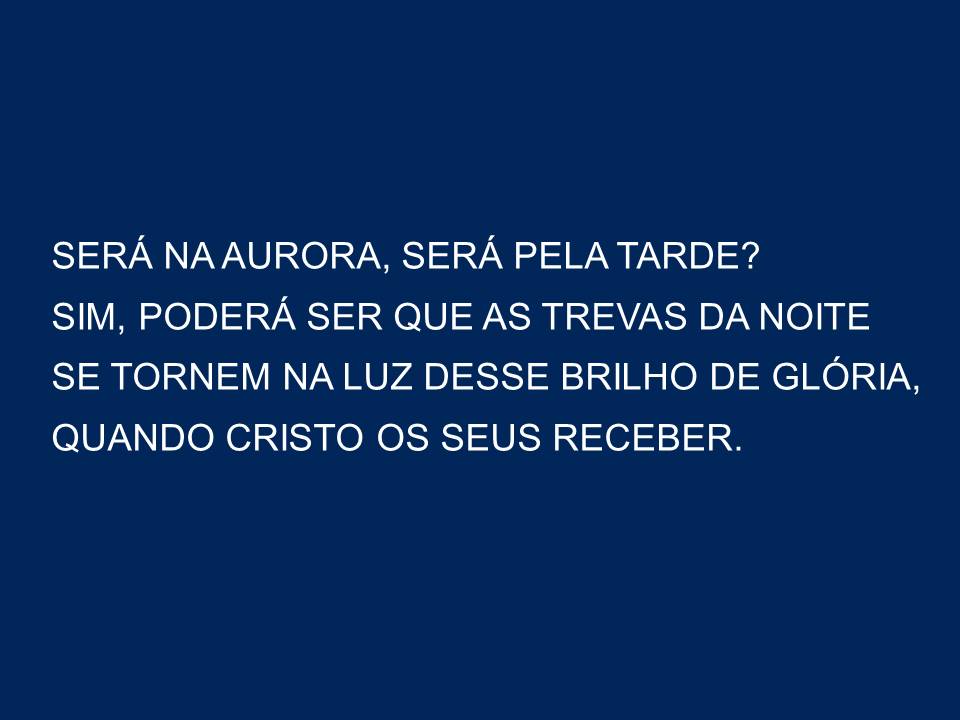 SERÁ NA AURORA, SERÁ PELA TARDE?
SIM, PODERÁ SER QUE AS TREVAS DA NOITE
SE TORNEM NA LUZ DESSE BRILHO DE GLÓRIA,
QUANDO CRISTO OS SEUS RECEBER.